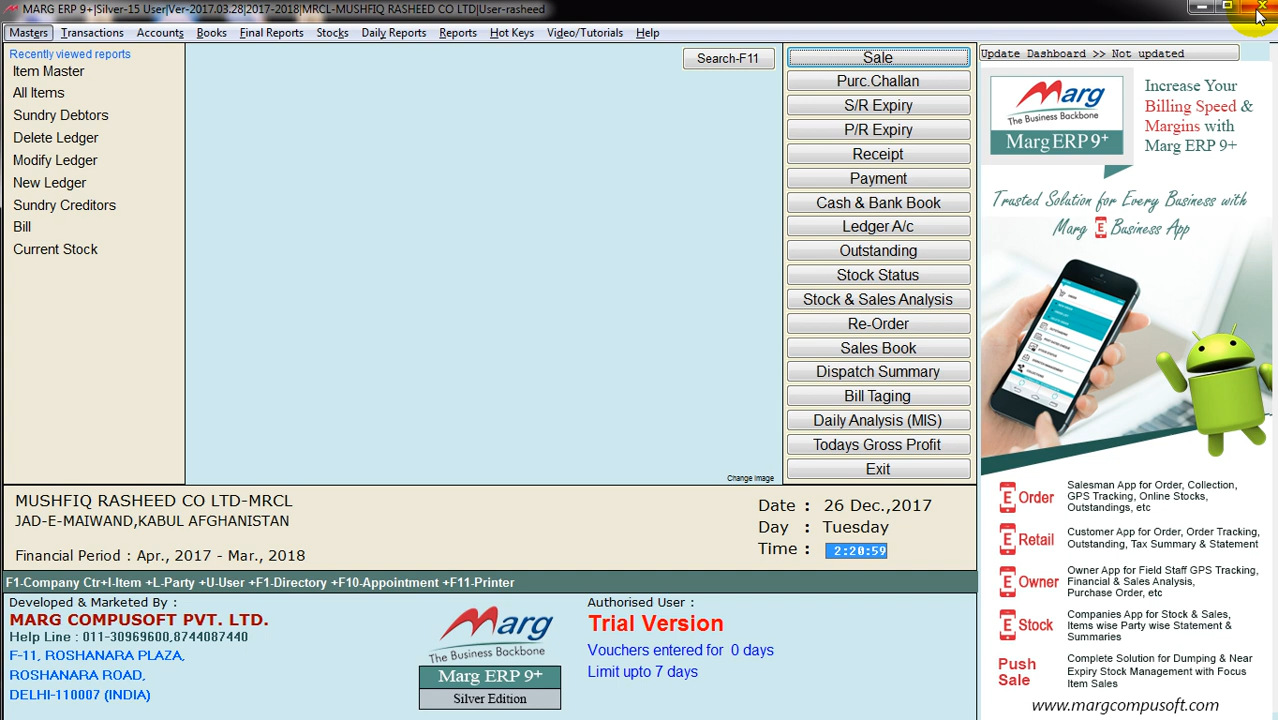 MARG ERP 9+|Silver-15 User|Ver-2017.03.28|2017-2018|MRCL-MUSHFIQ RASHEED CO LTD|User-rasheed
Masters Transactions Accounts Books Final Reports Stocks Daily Reports Reports Hot Keys Video/Tutorials Help
Recently viewed reports
Item Master
All Items
Sundry Debtors
Delete Ledger
Modify Ledger
New Ledger
Sundry Creditors
Bill
Current Stock
Search-F11
Change Image
Sale
Purc.Challan
S/R Expiry
P/R Expiry
Receipt
Payment
Cash & Bank Book
Ledger A/c
Outstanding
Stock Status
Stock & Sales Analysis
Re-Order
Sales Book
Dispatch Summary
Bill Taging
Daily Analysis (MIS)
Todays Gross Profit
Exit
Update Dashboard >> Not updated
Marg
The Business Backbone
Marg ERP 9+
Increase Your
Billing Speed &
Margins with
Marg ERP 9+
Trusted Solution for Every Business with
Marg E Business App
E Order
Salesman App for Order, Collection,
GPS Tracking, Online Stocks,
Outstandings, etc
E Retail
Customer App for Order, Order Tracking,
Outstanding, Tax Summary & Statement
E Owner
Owner App for Field Staff GPS Tracking,
Financial & Sales Analysis,
Purchase Order, etc
E Stock
Companies App for Stock & Sales,
Items wise Party wise Statement &
Summaries
Push
Sale
Complete Solution for Dumping & Near
Expiry Stock Management with Focus
Item Sales
www.margcompusoft.com
MUSHFIQ RASHEED CO LTD-MRCL
JAD-E-MAIWAND,KABUL AFGHANISTAN
Financial Period : Apr., 2017 - Mar., 2018
Date : 26 Dec.,2017
Day : Tuesday
Time : 2:20:59
F1-Company Ctr+I-Item +L-Party +U-User +F1-Directory +F10-Appointment +F11-Printer
Developed & Marketed By :
MARG COMPUSOFT PVT. LTD.
Help Line : 011-30969600,8744087440
F-11, ROSHANARA PLAZA,
ROSHANARA ROAD,
DELHI-110007 (INDIA)
Marg
The Business Backbone
Marg ERP 9+
Silver Edition
Authorised User :
Trial Version
Vouchers entered for 0 days
Limit upto 7 days